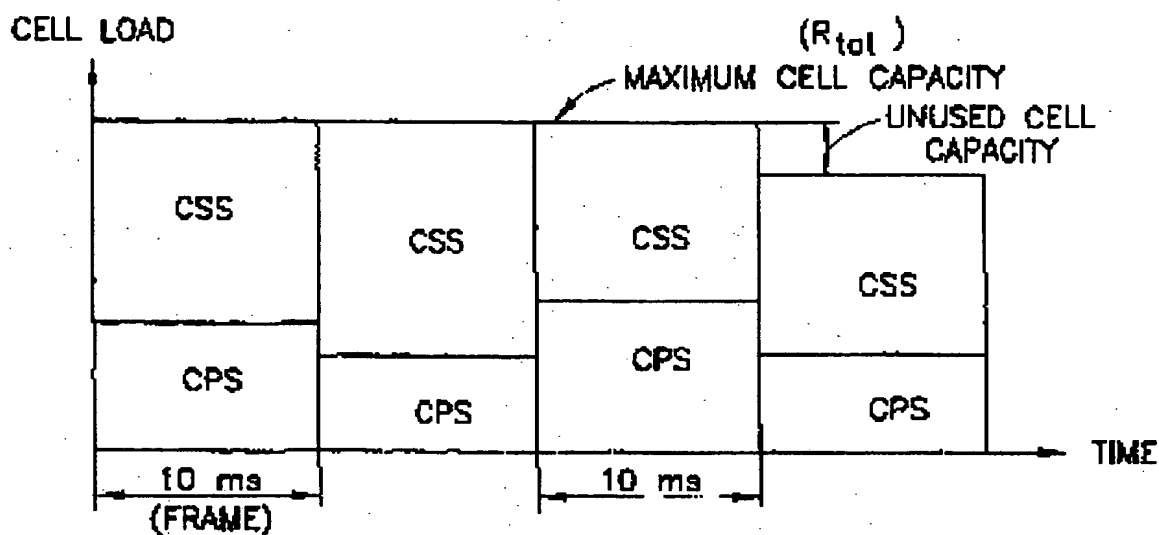 CELL LOAD
(Rtol )
MAXIMUM CELL CAPACITY
UNUSED CELL
CAPACITY
CSS
CSS
CSS
CSS
CPS
CPS
CPS
CPS
TIME
10 ms
(FRAME)
10 ms